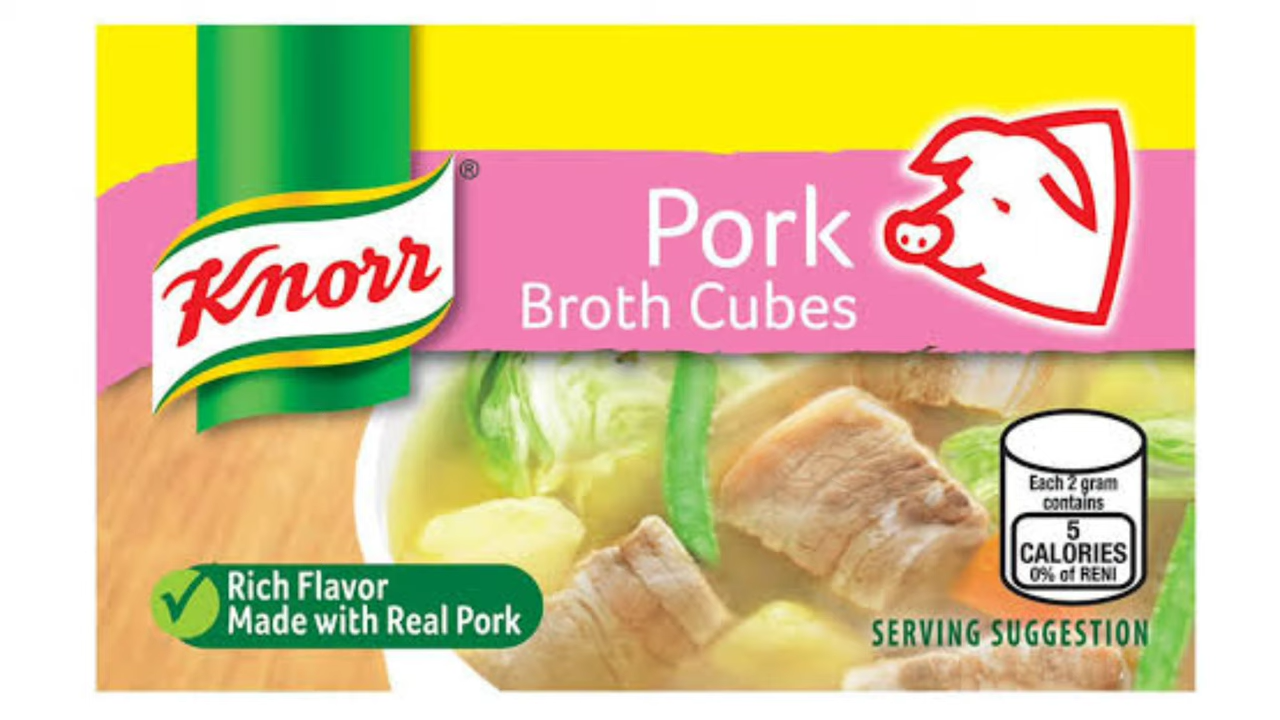 Knorr®
Pork
Broth Cubes
Each 2 gram
contains
5
CALORIES
0% of RENI
Rich Flavor
Made with Real Pork
SERVING SUGGESTION